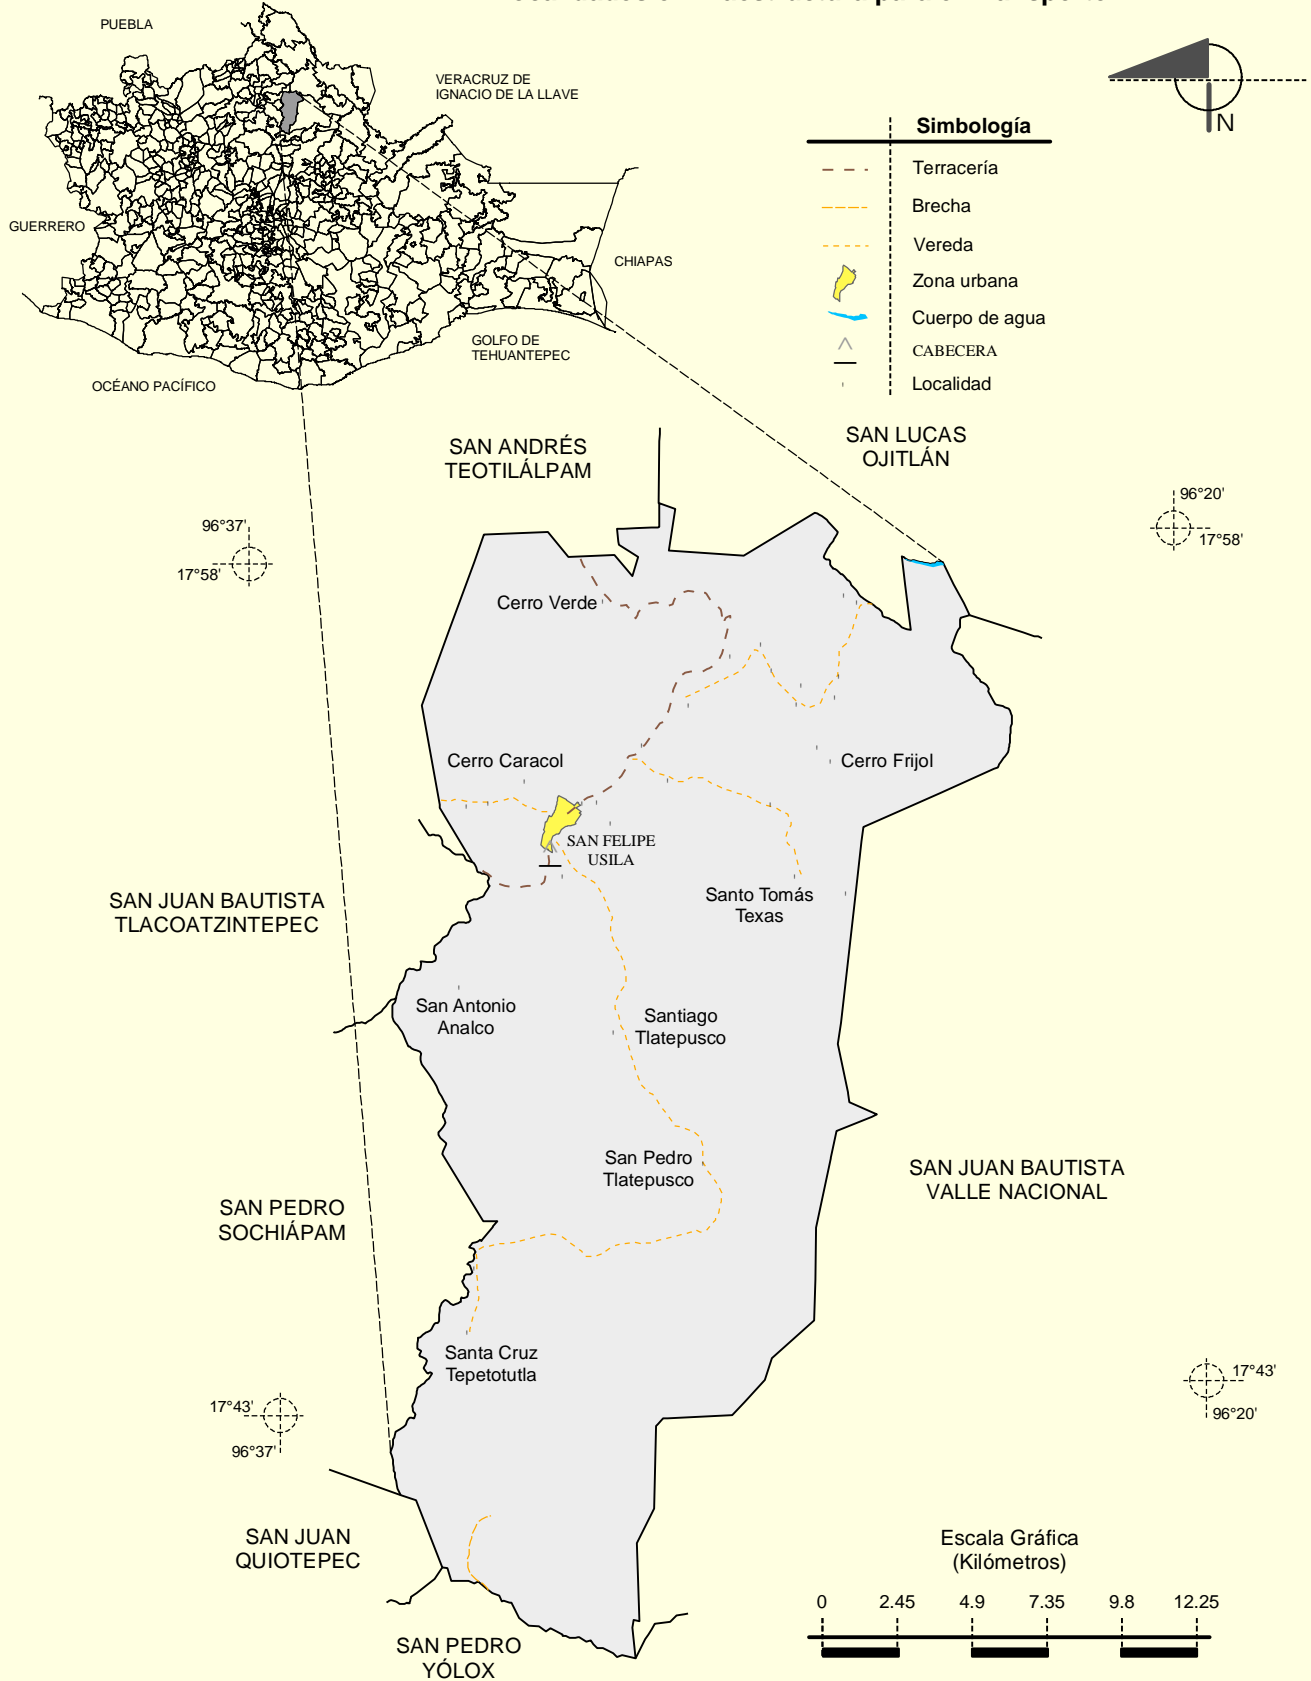 PUEBLA
VERACRUZ DE
IGNACIO DE LA LLAVE
GUERRERO
CHIAPAS
GOLFO DE
TEHUANTEPEC
OCÉANO PACÍFICO
N
Simbología
Terracería
Brecha
Vereda
Zona urbana
Cuerpo de agua
CABECERA
Localidad
SAN ANDRÉS
TEOTILÁLPAM
SAN LUCAS
OJITLÁN
96°37'
17°58'
96°20'
17°58'
Cerro Verde
Cerro Caracol
Cerro Frijol
SAN FELIPE
USILA
Santo Tomás
Texas
SAN JUAN BAUTISTA
TLACOATZINTEPEC
San Antonio
Analco
Santiago
Tlatepusco
San Pedro
Tlatepusco
SAN JUAN BAUTISTA
VALLE NACIONAL
SAN PEDRO
SOCHIÁPAM
Santa Cruz
Tepetotutla
17°43'
96°37'
17°43'
96°20'
SAN JUAN
QUIOTEPEC
SAN PEDRO
YÓLOX
Escala Gráfica
(Kilómetros)
0 2.45 4.9 7.35 9.8 12.25